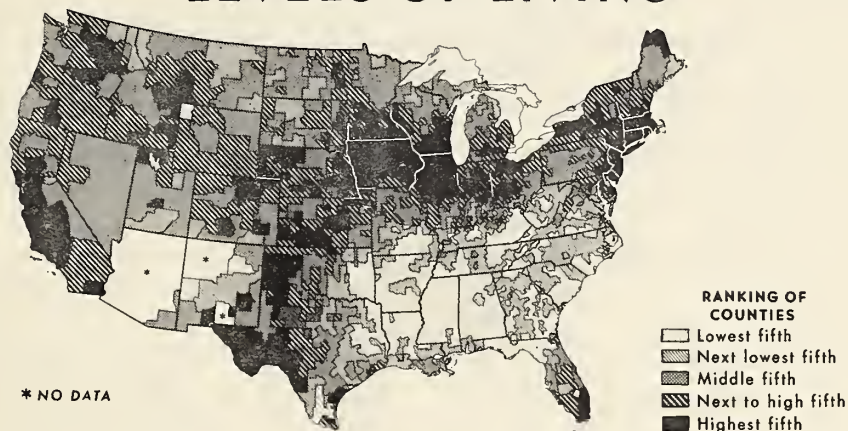 LEVELS OF LIVING
RANKING OF
COUNTIES
Lowest fifth
Next lowest fifth
Middle fifth
Next to high fifth
Highest fifth
* NO DATA